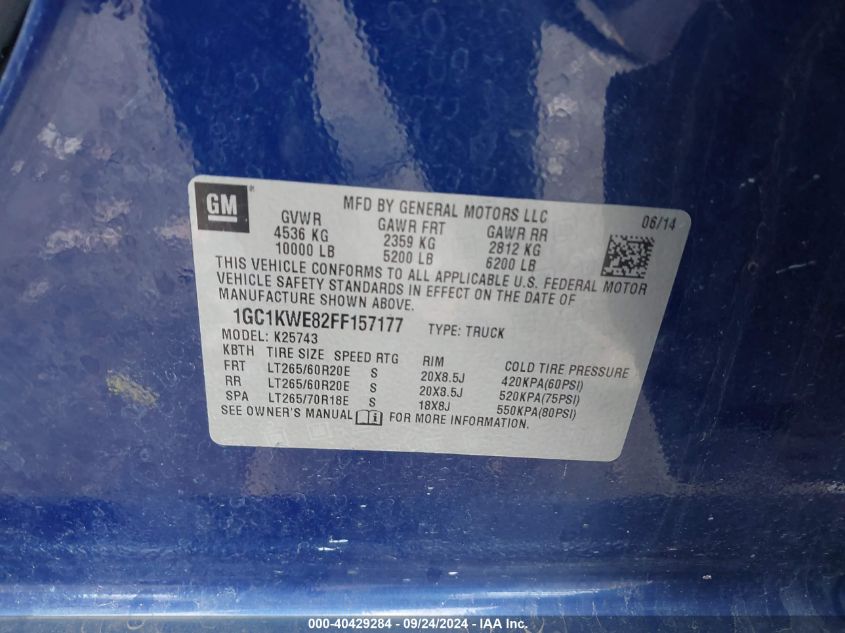 GM
MFD BY GENERAL MOTORS LLC
06/14
GVWR GAWR FRT GAWR RR
4536 KG 2359 KG 2812 KG
10000 LB 5200 LB 6200 LB
THIS VEHICLE CONFORMS TO ALL APPLICABLE U.S. FEDERAL MOTOR
VEHICLE SAFETY STANDARDS IN EFFECT ON THE DATE OF
MANUFACTURE SHOWN ABOVE.
1GC1KWE82FF157177 TYPE: TRUCK
MODEL: K25743
KBTH TIRE SIZE SPEED RTG RIM COLD TIRE PRESSURE
FRT LT265/60R20E S 20X8.5J 420KPA(60PSI)
RR LT265/60R20E S 20X8.5J 520KPA(75PSI)
SPA LT265/70R18E S 18X8J 550KPA(80PSI)
SEE OWNER'S MANUAL FOR MORE INFORMATION.
000-40429284 - 09/24/2024 - IAA Inc.